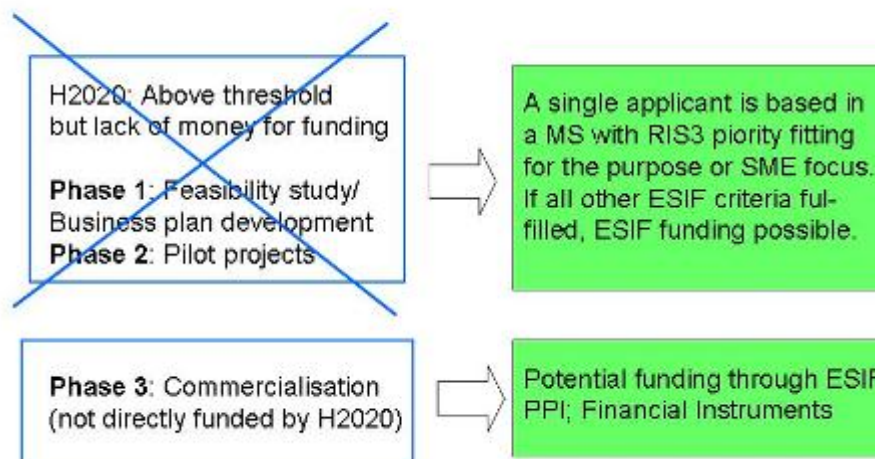 H2020: Above threshold
but lack of money for funding
Phase 1: Feasibility study/
Business plan development
Phase 2: Pilot projects
A single applicant is based in
a MS with RIS3 piority fitting
for the purpose or SME focus.
If all other ESIF criteria ful-
filled, ESIF funding possible.
Phase 3: Commercialisation
(not directly funded by H2020)
Potential funding through ESIF
PPI; Financial Instruments